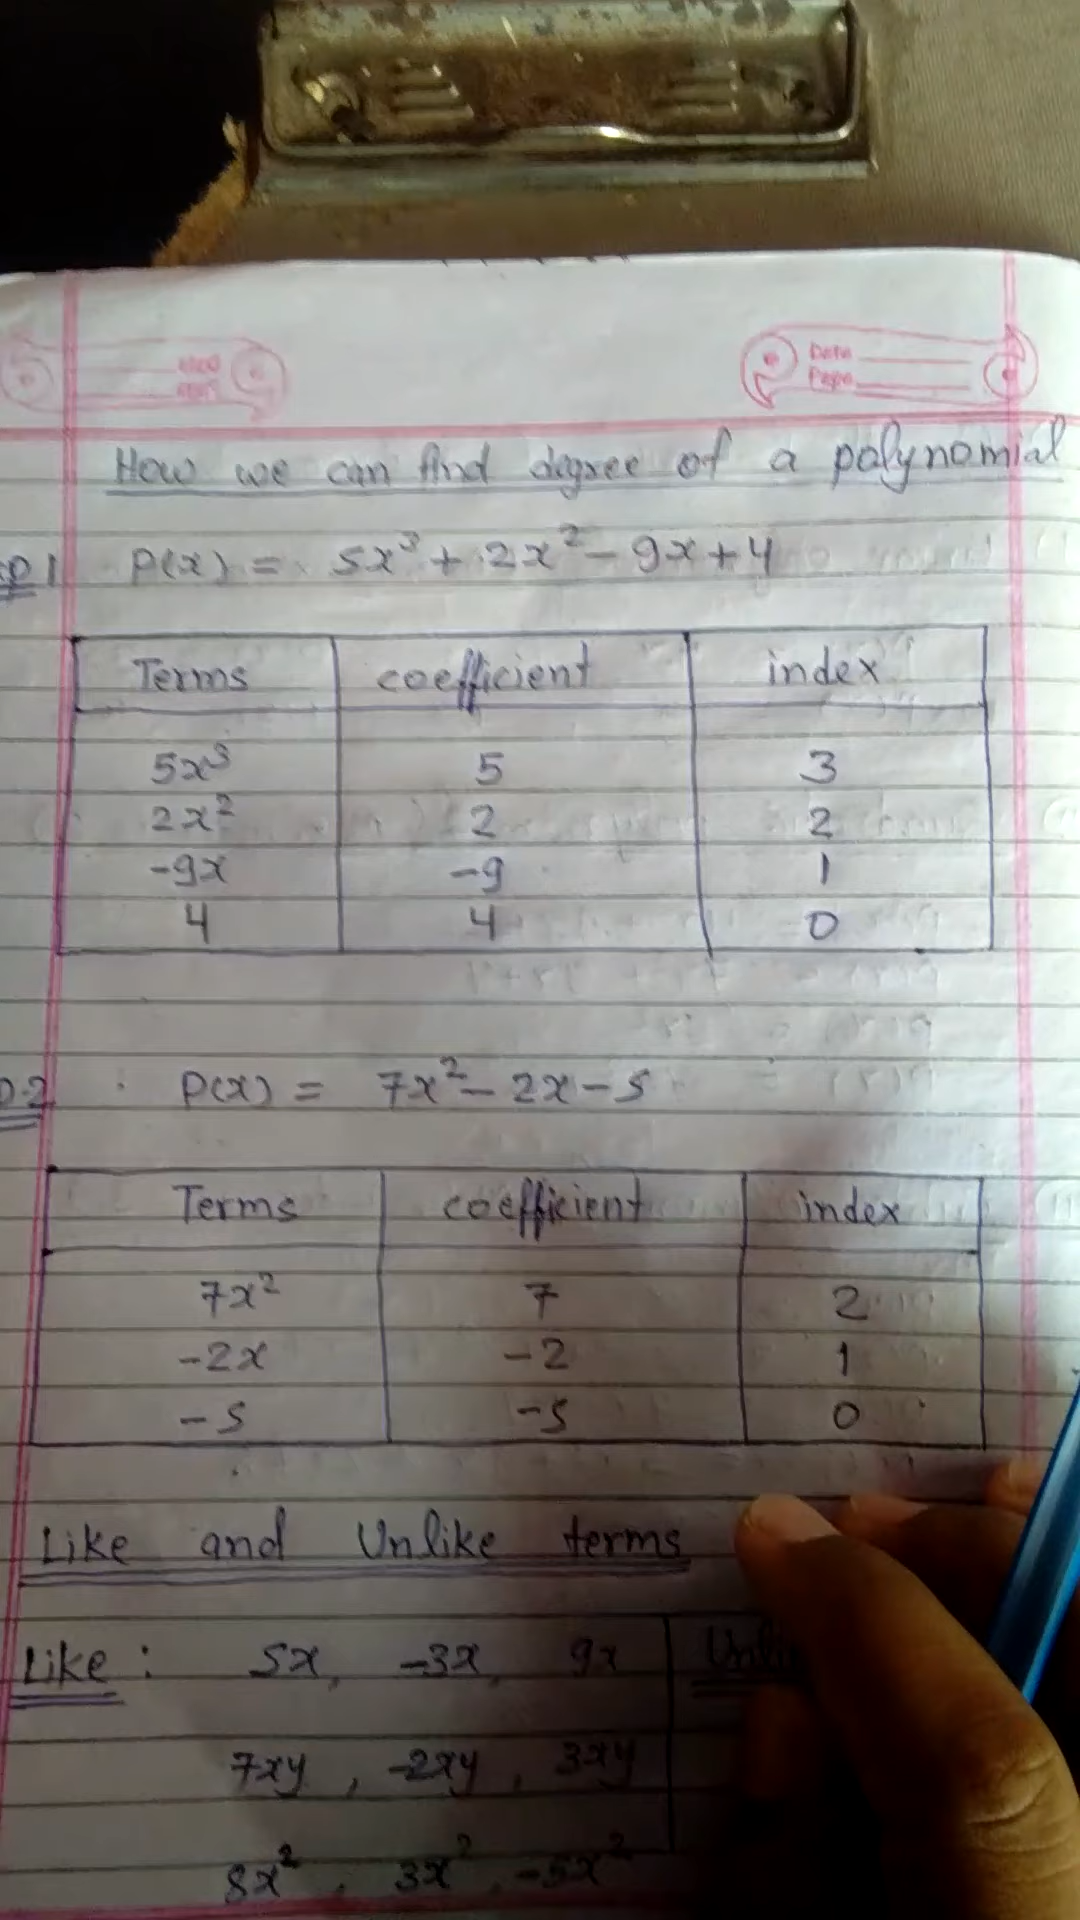 Date
Page
How we can find degree of a polynomial
P(x) = 5x³ + 2x² - 9x + 4
Terms coefficient index
5x³ 5 3
2x² 2 2
-9x -9 1
4 4 0
P(x) = 7x² - 2x - 5
Terms coefficient index
7x² 7 2
-2x -2 1
-5 -5 0
Like and Unlike terms
Like : 5x, -3x, 9x
7xy , -2xy , 3xy
8x² , 3x² , -5x²